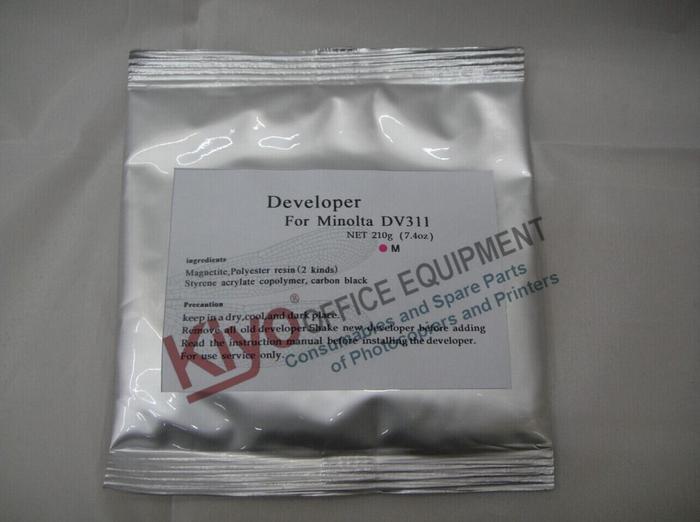 Developer
For Minolta DV311
NET 210g (7.4oz)
M
ingredients
Magnetite,Polyester resin(2 kinds)
Styrene acrylate copolymer, carbon black
Precaution
keep in a dry,cool,and dark place.
Remove all old developer.Shake new developer before adding
Read the instruction manual before installing the developer.
For use service only.
Kiyo® OFFICE EQUIPMENT
Consumables and Spare Parts
of Photocopiers and Printers